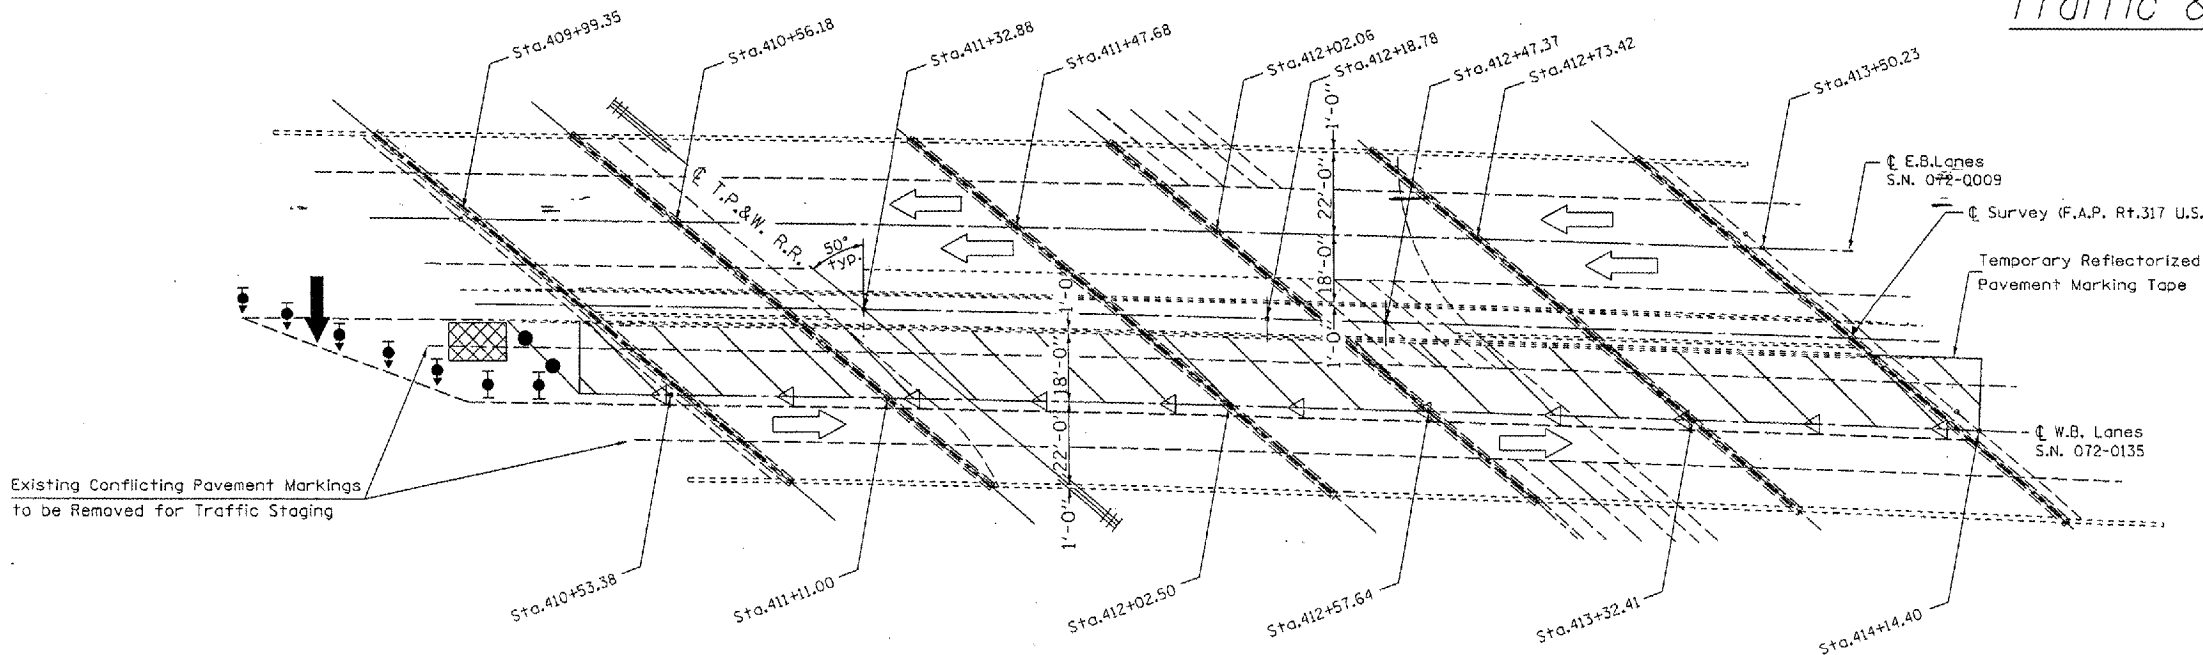 Traffic &
Sta.409+99.35
Sta.410+56.18
Sta.411+32.88
Sta.411+47.68
Sta.412+02.06
Sta.412+18.78
Sta.412+47.37
Sta.412+73.42
Sta.413+50.23
1'-0"
22'-0"
18'-0"
1'-0"
℄ E.B.Lanes
S.N. 072-0009
℄ Survey (F.A.P. Rt.317 U.S.
℄ T.P.&W. R.R.
50°
typ.
Temporary Reflectorized
Pavement Marking Tape
1'-0"
18'-0"
22'-0"
1'-0"
℄ W.B. Lanes
S.N. 072-0135
Existing Conflicting Pavement Markings
to be Removed for Traffic Staging
Sta.410+53.38
Sta.411+11.00
Sta.412+02.50
Sta.412+57.64
Sta.413+32.41
Sta.414+14.40